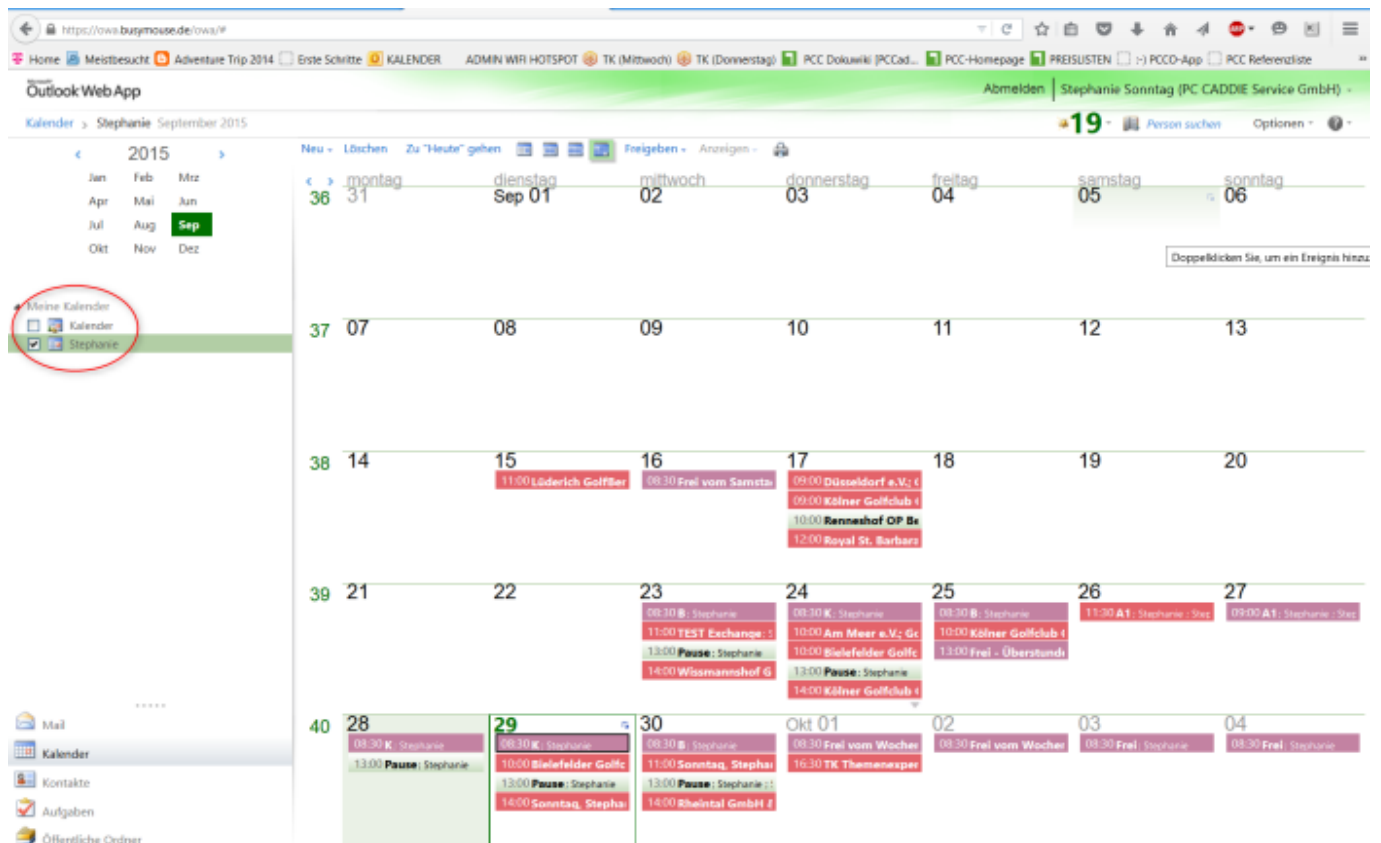 https://owa.busymouse.de/owa/#
Home Meistbesucht Adventure Trip 2014 Erste Schritte KALENDER ADMIN WIFI HOTSPOT TK (Mittwoch) TK (Donnerstag) PCC Dokuwiki [PCCad... PCC-Homepage PREISLISTEN :-) PCCO-App PCC Referenzliste
Microsoft
Outlook Web App
Abmelden Stephanie Sonntag (PC CADDIE Service GmbH)
Kalender > Stephanie September 2015
19 Person suchen Optionen
2015
Jan Feb Mrz
Apr Mai Jun
Jul Aug Sep
Okt Nov Dez
Meine Kalender
Kalender
Stephanie
Mail
Kalender
Kontakte
Aufgaben
Öffentliche Ordner
Neu Löschen Zu "Heute" gehen Freigeben Anzeigen
montag dienstag mittwoch donnerstag freitag samstag sonntag
36 31 Sep 01 02 03 04 05 06
Doppelklicken Sie, um ein Ereignis hinzu
37 07 08 09 10 11 12 13
38 14 15 16 17 18 19 20
11:00 Lüderich GolfBer
08:30 Frei vom Samsta
09:00 Düsseldorf e.V.;
09:00 Kölner Golfclub
10:00 Renneshof OP Be
12:00 Royal St. Barbara
39 21 22 23 24 25 26 27
08:30 B; Stephanie
11:00 TEST Exchange;
13:00 Pause; Stephanie
14:00 Wissmannshof G
08:30 K; Stephanie
10:00 Am Meer e.V.; Go
10:00 Bielefelder Golfc
13:00 Pause; Stephanie
14:00 Kölner Golfclub
08:30 B; Stephanie
10:00 Kölner Golfclub
13:00 Frei - Überstund
11:30 A1; Stephanie ; Step
09:00 A1; Stephanie ; Step
40 28 29 30 Okt 01 02 03 04
08:30 K; Stephanie
13:00 Pause; Stephanie
08:30 K; Stephanie
10:00 Bielefelder Golfc
13:00 Pause; Stephanie
14:00 Sonntag, Stepha
08:30 B; Stephanie
11:00 Sonntag, Stepha
13:00 Pause; Stephanie ;
14:00 Rheintal GmbH &
08:30 Frei vom Wochen
16:30 TK Themenexper
08:30 Frei vom Wochen
08:30 Frei; Stephanie
08:30 Frei; Stephanie